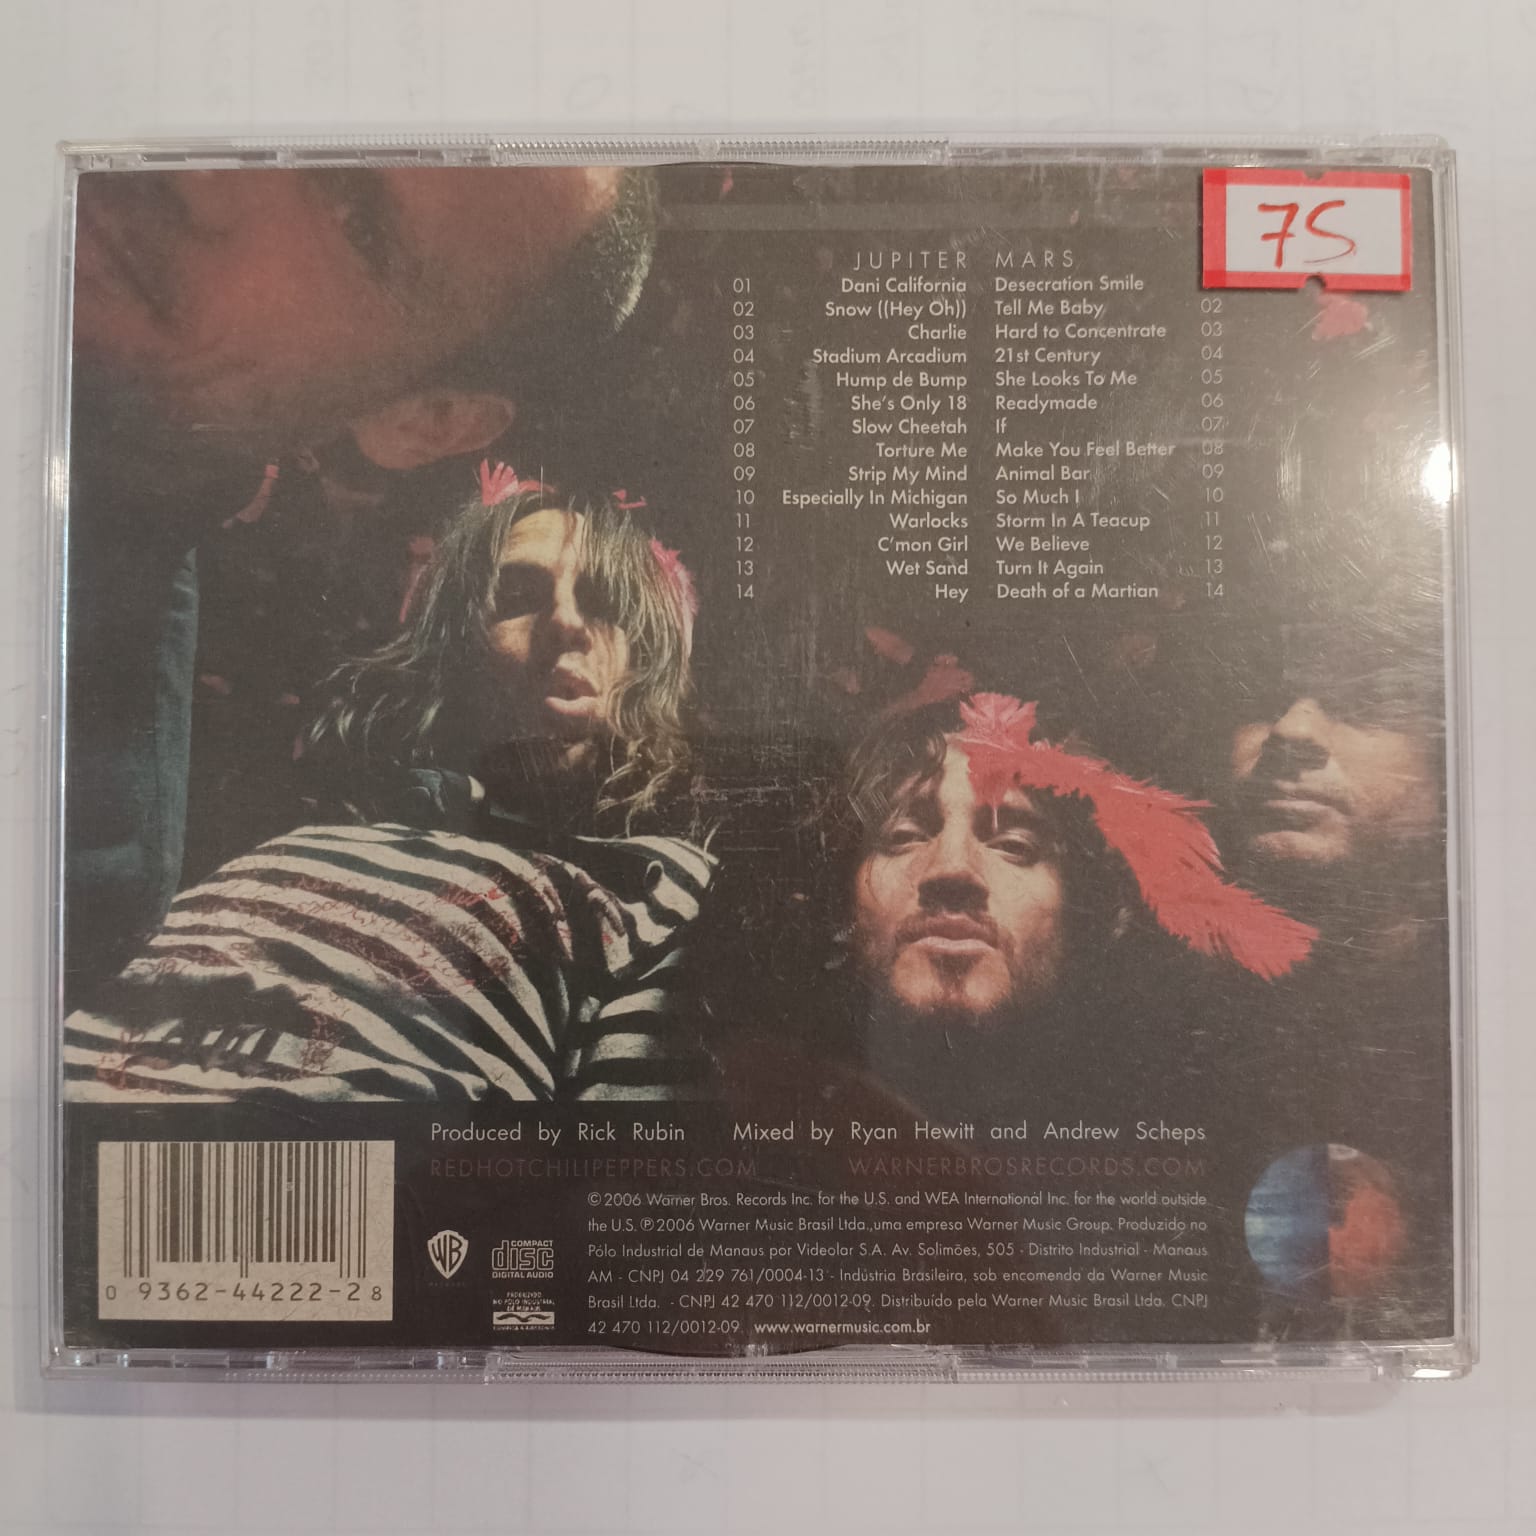 75
JUPITER MARS
01 Dani California Desecration Smile
02 Snow ((Hey Oh)) Tell Me Baby 02
03 Charlie Hard to Concentrate 03
04 Stadium Arcadium 21st Century 04
05 Hump de Bump She Looks To Me 05
06 She's Only 18 Readymade 06
07 Slow Cheetah If 07
08 Torture Me Make You Feel Better 08
09 Strip My Mind Animal Bar 09
10 Especially In Michigan So Much I 10
11 Warlocks Storm In A Teacup 11
12 C'mon Girl We Believe 12
13 Wet Sand Turn It Again 13
14 Hey Death of a Martian 14
Produced by Rick Rubin Mixed by Ryan Hewitt and Andrew Scheps
REDHOTCHILIPEPPERS.COM WARNERBROSRECORDS.COM
©2006 Warner Bros. Records Inc. for the U.S. and WEA International Inc. for the world outside
the U.S. ℗2006 Warner Music Brasil Ltda.,uma empresa Warner Music Group. Produzido no
Pólo Industrial de Manaus por Videolar S.A. Av. Solimões, 505 - Distrito Industrial - Manaus
AM - CNPJ 04 229 761/0004-13 - Indústria Brasileira, sob encomenda da Warner Music
Brasil Ltda. - CNPJ 42 470 112/0012-09. Distribuído pela Warner Music Brasil Ltda. CNPJ
42 470 112/0012-09 www.warnermusic.com.br
0 9362-44222-2 8
WB
COMPACT
disc
DIGITAL AUDIO
PRODUZIDO
NO PÓLO INDUSTRIAL
DE MANAUS